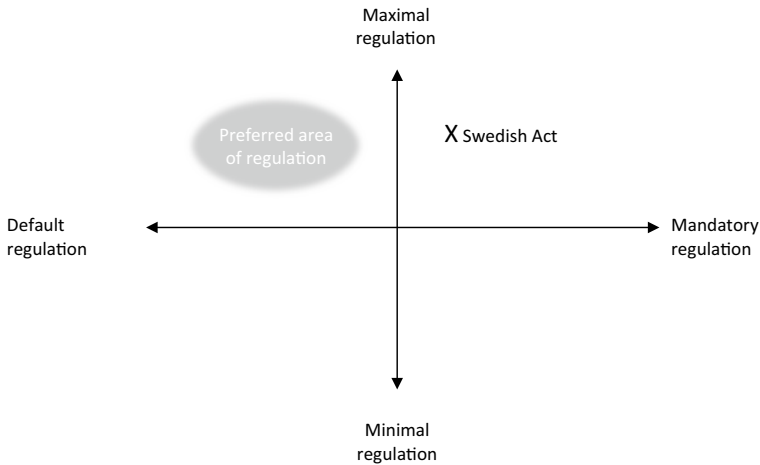 Maximal
regulation
Preferred area
of regulation
X Swedish Act
Default
regulation
Mandatory
regulation
Minimal
regulation